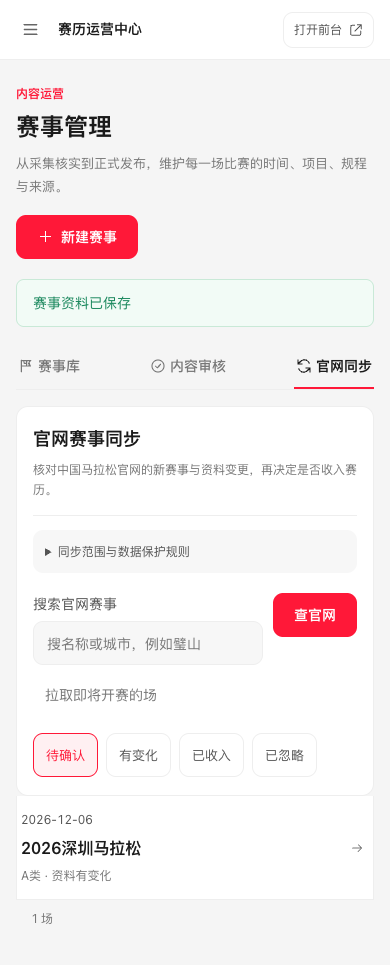 赛历运营中心
打开前台
内容运营
赛事管理
从采集核实到正式发布，维护每一场比赛的时间、项目、规程
与来源。
新建赛事
赛事资料已保存
赛事库
内容审核
官网同步
官网赛事同步
核对中国马拉松官网的新赛事与资料变更，再决定是否收入赛
历。
同步范围与数据保护规则
搜索官网赛事
搜名称或城市，例如璧山
查官网
拉取即将开赛的场
待确认
有变化
已收入
已忽略
2026-12-06
2026深圳马拉松
A类 · 资料有变化
1 场